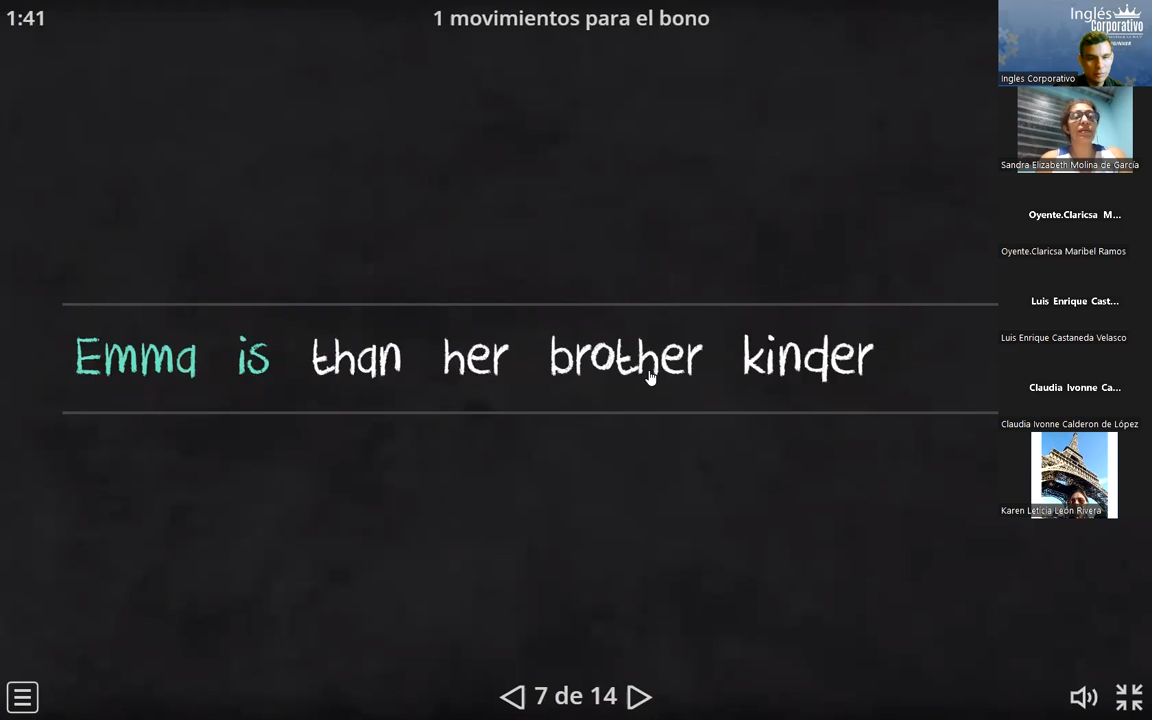 1:41
1 movimientos para el bono
Inglés
Corporativo
Ingles Corporativo
Sandra Elizabeth Molina de García
Oyente.Claricsa M...
Oyente.Claricsa Maribel Ramos
Luis Enrique Cast...
Luis Enrique Castaneda Velasco
Claudia Ivonne Ca...
Claudia Ivonne Calderon de López
Karen Leticia León Rivera
Emma is than her brother kinder
7 de 14